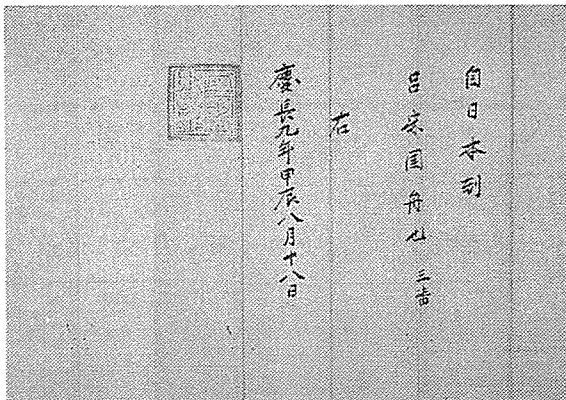 自日本到
呂宋国舟也 三
右
慶長九年甲辰八月十八日